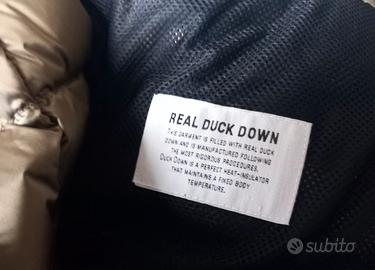 REAL DUCK DOWN
THIS GARMENT IS FILLED WITH REAL DUCK
DOWN AND IS MANUFACTURED FOLLOWING
THE MOST RIGOROUS PROCEDURES.
DUCK DOWN IS A PERFECT HEAT-INSULATOR
THAT MAINTAINS A FIXED BODY
TEMPERATURE.
subito